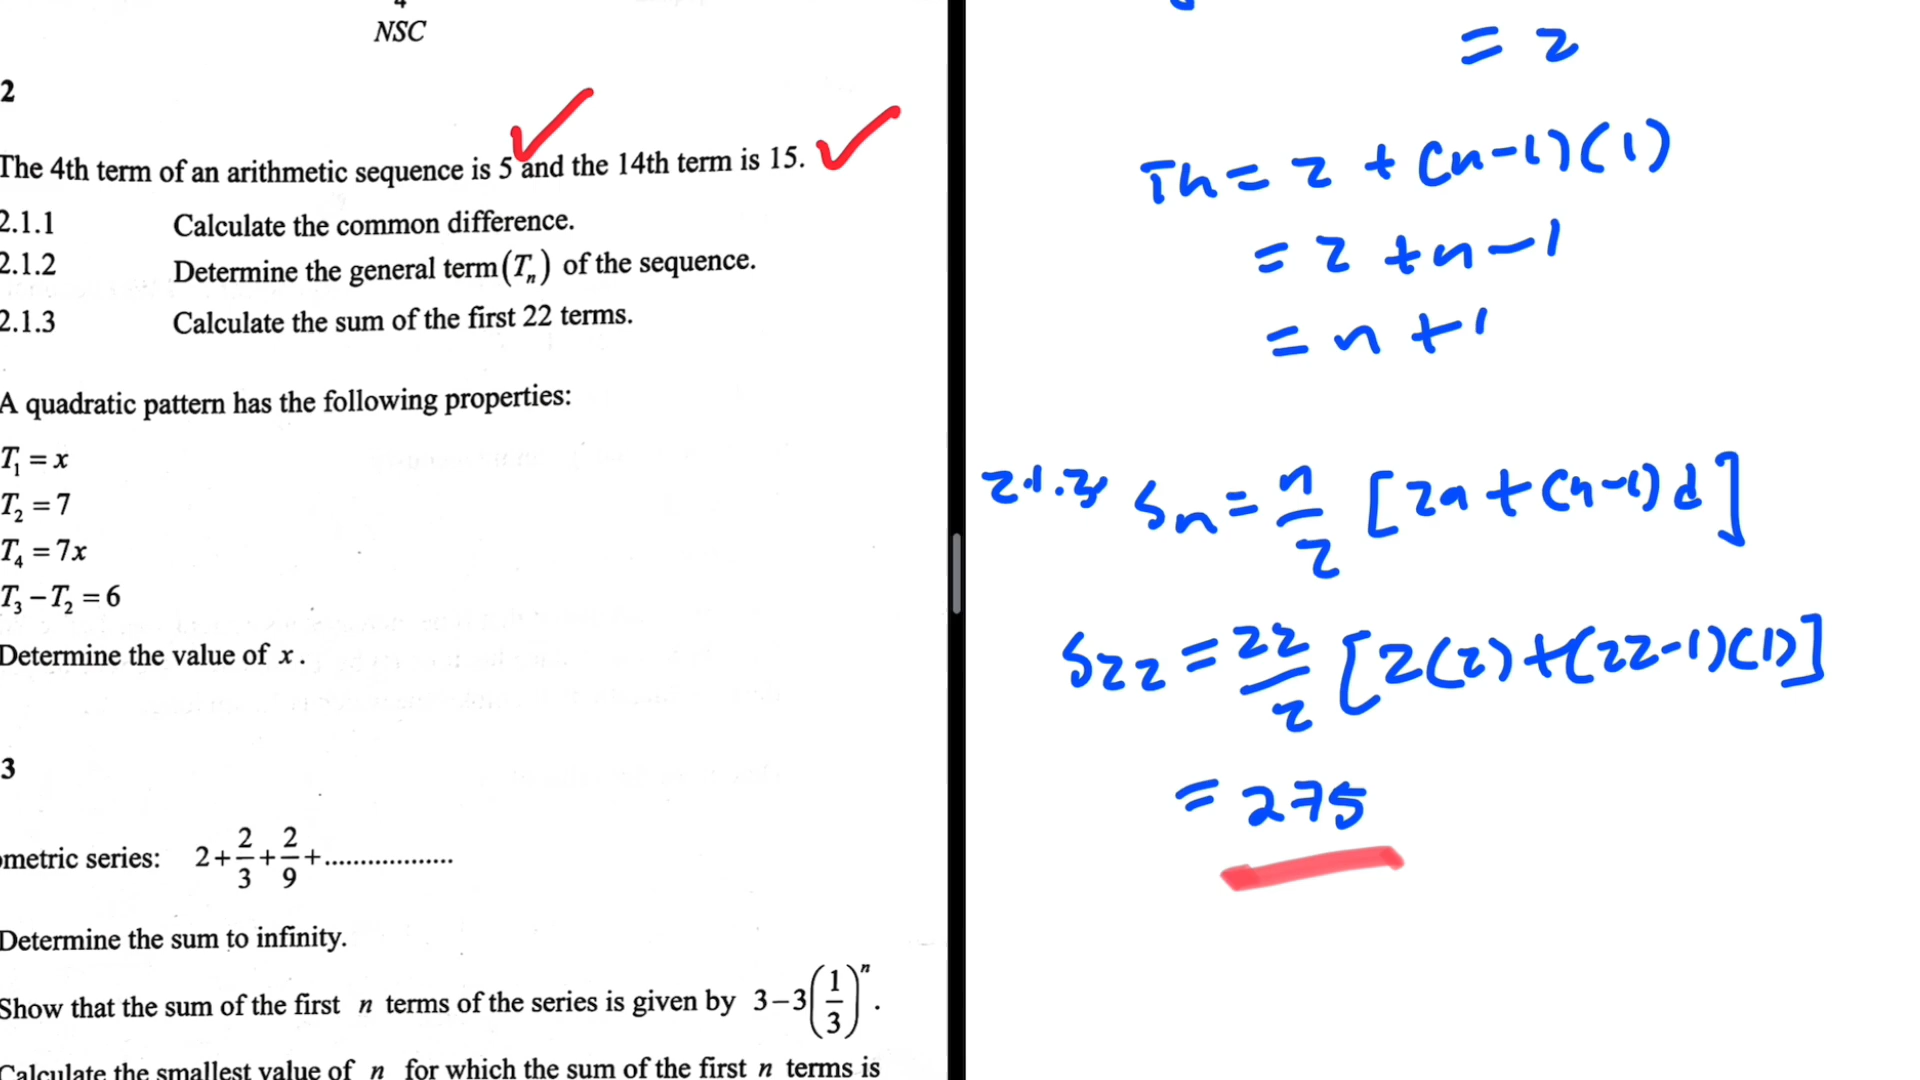 NSC
2
The 4th term of an arithmetic sequence is 5 and the 14th term is 15.
2.1.1 Calculate the common difference.
2.1.2 Determine the general term (Tₙ) of the sequence.
2.1.3 Calculate the sum of the first 22 terms.
A quadratic pattern has the following properties:
T₁ = x
T₂ = 7
T₄ = 7x
T₃ − T₂ = 6
Determine the value of x.
3
ometric series: 2 + 2/3 + 2/9 + ..................
Determine the sum to infinity.
Show that the sum of the first n terms of the series is given by 3 − 3(1/3)ⁿ.
Calculate the smallest value of n for which the sum of the first n terms is
= 2
Tn = 2 + (n-1)(1)
= 2 + n - 1
= n + 1
2.1.3 Sn = n/2 [2a + (n-1)d]
S22 = 22/2 [2(2) + (22-1)(1)]
= 275